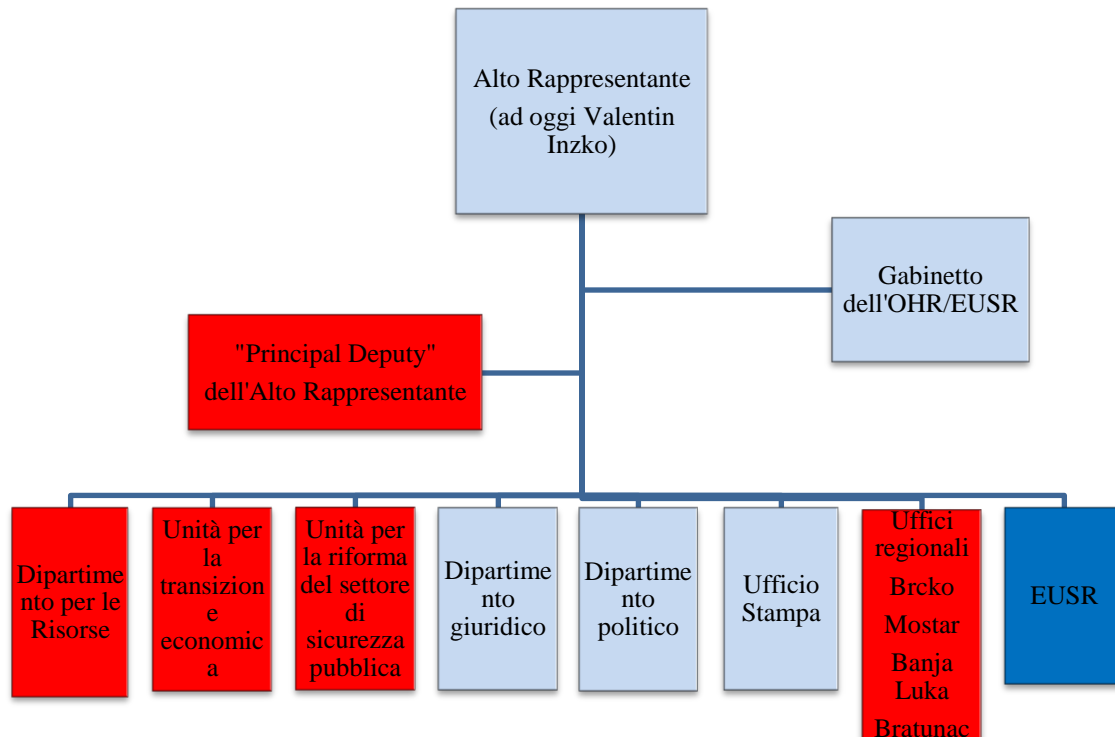 Alto Rappresentante
(ad oggi Valentin
Inzko)
Gabinetto
dell'OHR/EUSR
"Principal Deputy"
dell'Alto Rappresentante
Dipartime
nto per le
Risorse
Unità per
la
transizion
e
economic
a
Unità per
la riforma
del settore
di
sicurezza
pubblica
Dipartime
nto
giuridico
Dipartime
nto
politico
Ufficio
Stampa
Uffici
regionali
Brcko
Mostar
Banja
Luka
Bratunac
EUSR